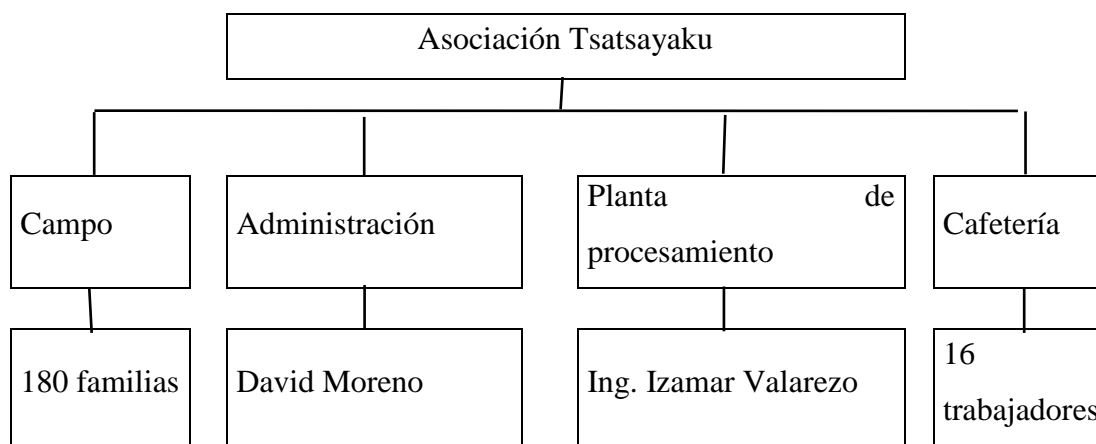 Asociación Tsatsayaku
Campo
Administración
Planta de
procesamiento
Cafetería
180 familias
David Moreno
Ing. Izamar Valarezo
16
trabajadores